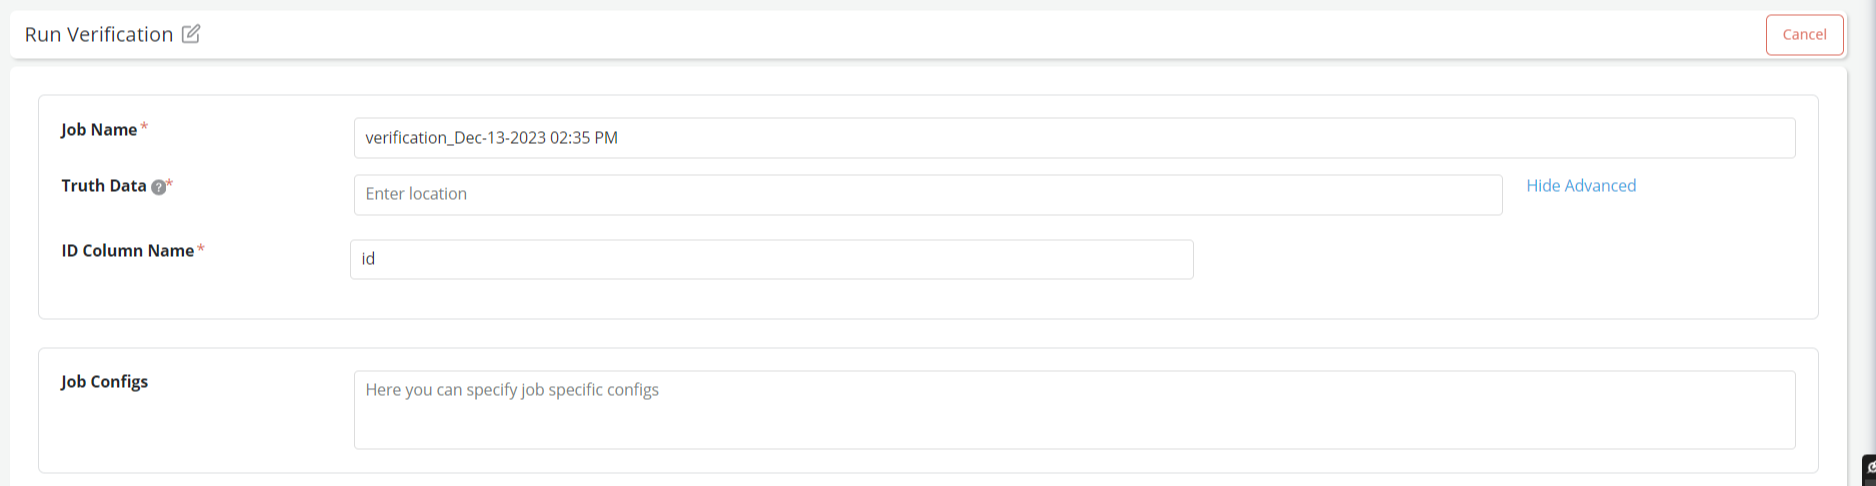 Run Verification
Cancel
Job Name *
verification_Dec-13-2023 02:35 PM
Truth Data ? *
Enter location
Hide Advanced
ID Column Name *
id
Job Configs
Here you can specify job specific configs